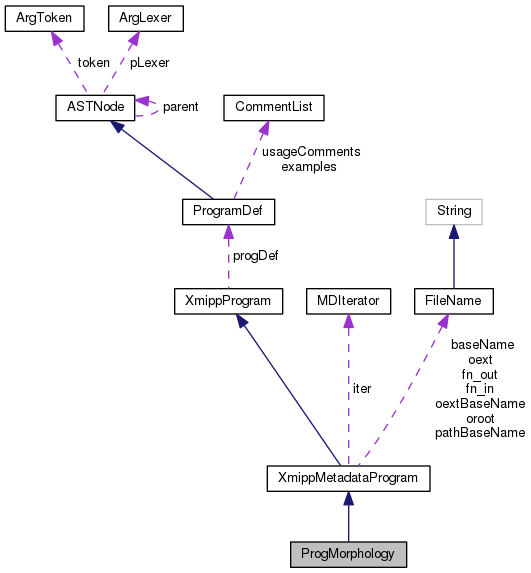 ArgToken
ArgLexer
token
pLexer
ASTNode
parent
CommentList
usageComments
examples
ProgramDef
String
progDef
XmippProgram
MDIterator
FileName
baseName
oext
fn_out
fn_in
oextBaseName
oroot
pathBaseName
iter
XmippMetadataProgram
ProgMorphology